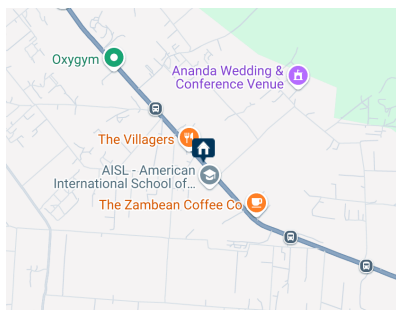 Oxygym
Ananda Wedding &
Conference Venue
The Villagers
AISL - American
International School of...
The Zambean Coffee Co